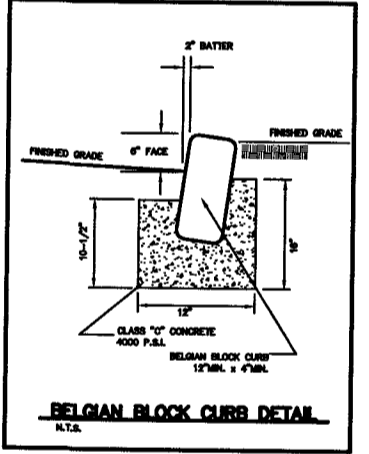 2" BATTER
FINISHED GRADE
6" FACE
FINISHED GRADE
10-1/2"
16"
12"
CLASS "C" CONCRETE
4000 P.S.I.
BELGIAN BLOCK CURB
12"MIN. x 4"MIN.
BELGIAN BLOCK CURB DETAIL
N.T.S.